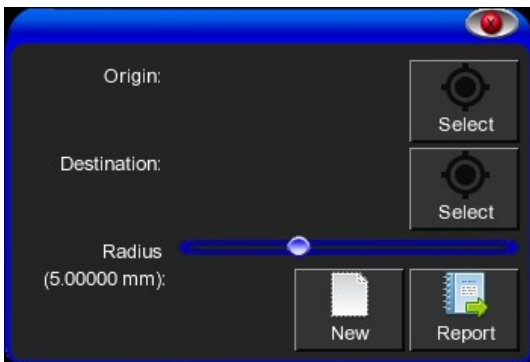 Origin:
Select
Destination:
Select
Radius
(5.00000 mm):
New
Report